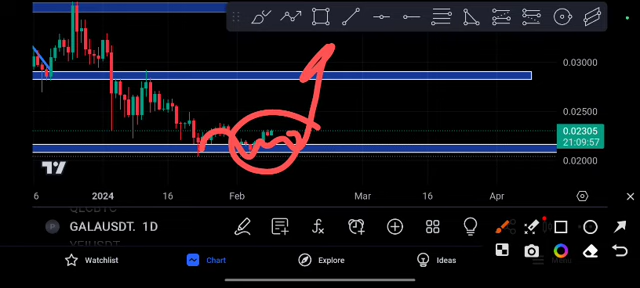 0.03000
0.02500
0.02305
21:09:57
0.02000
6
2024
16
Feb
Mar
16
Apr
GALAUSDT. 1D
Watchlist
Chart
Explore
Ideas